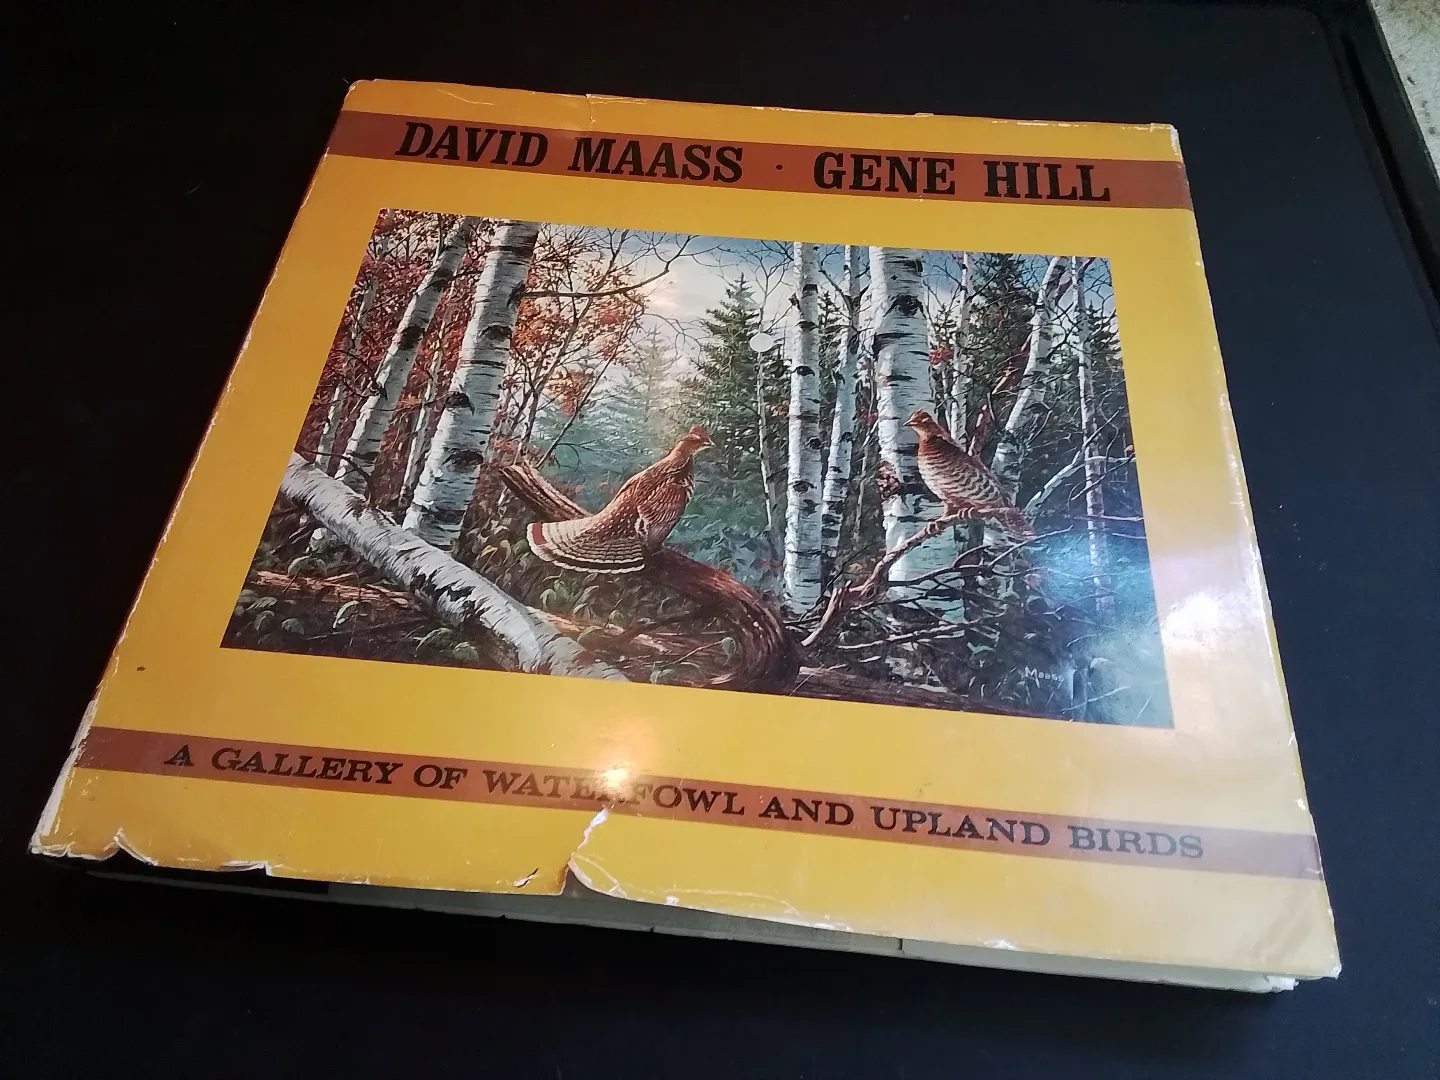 DAVID MAASS · GENE HILL
Maass
A GALLERY OF WATERFOWL AND UPLAND BIRDS